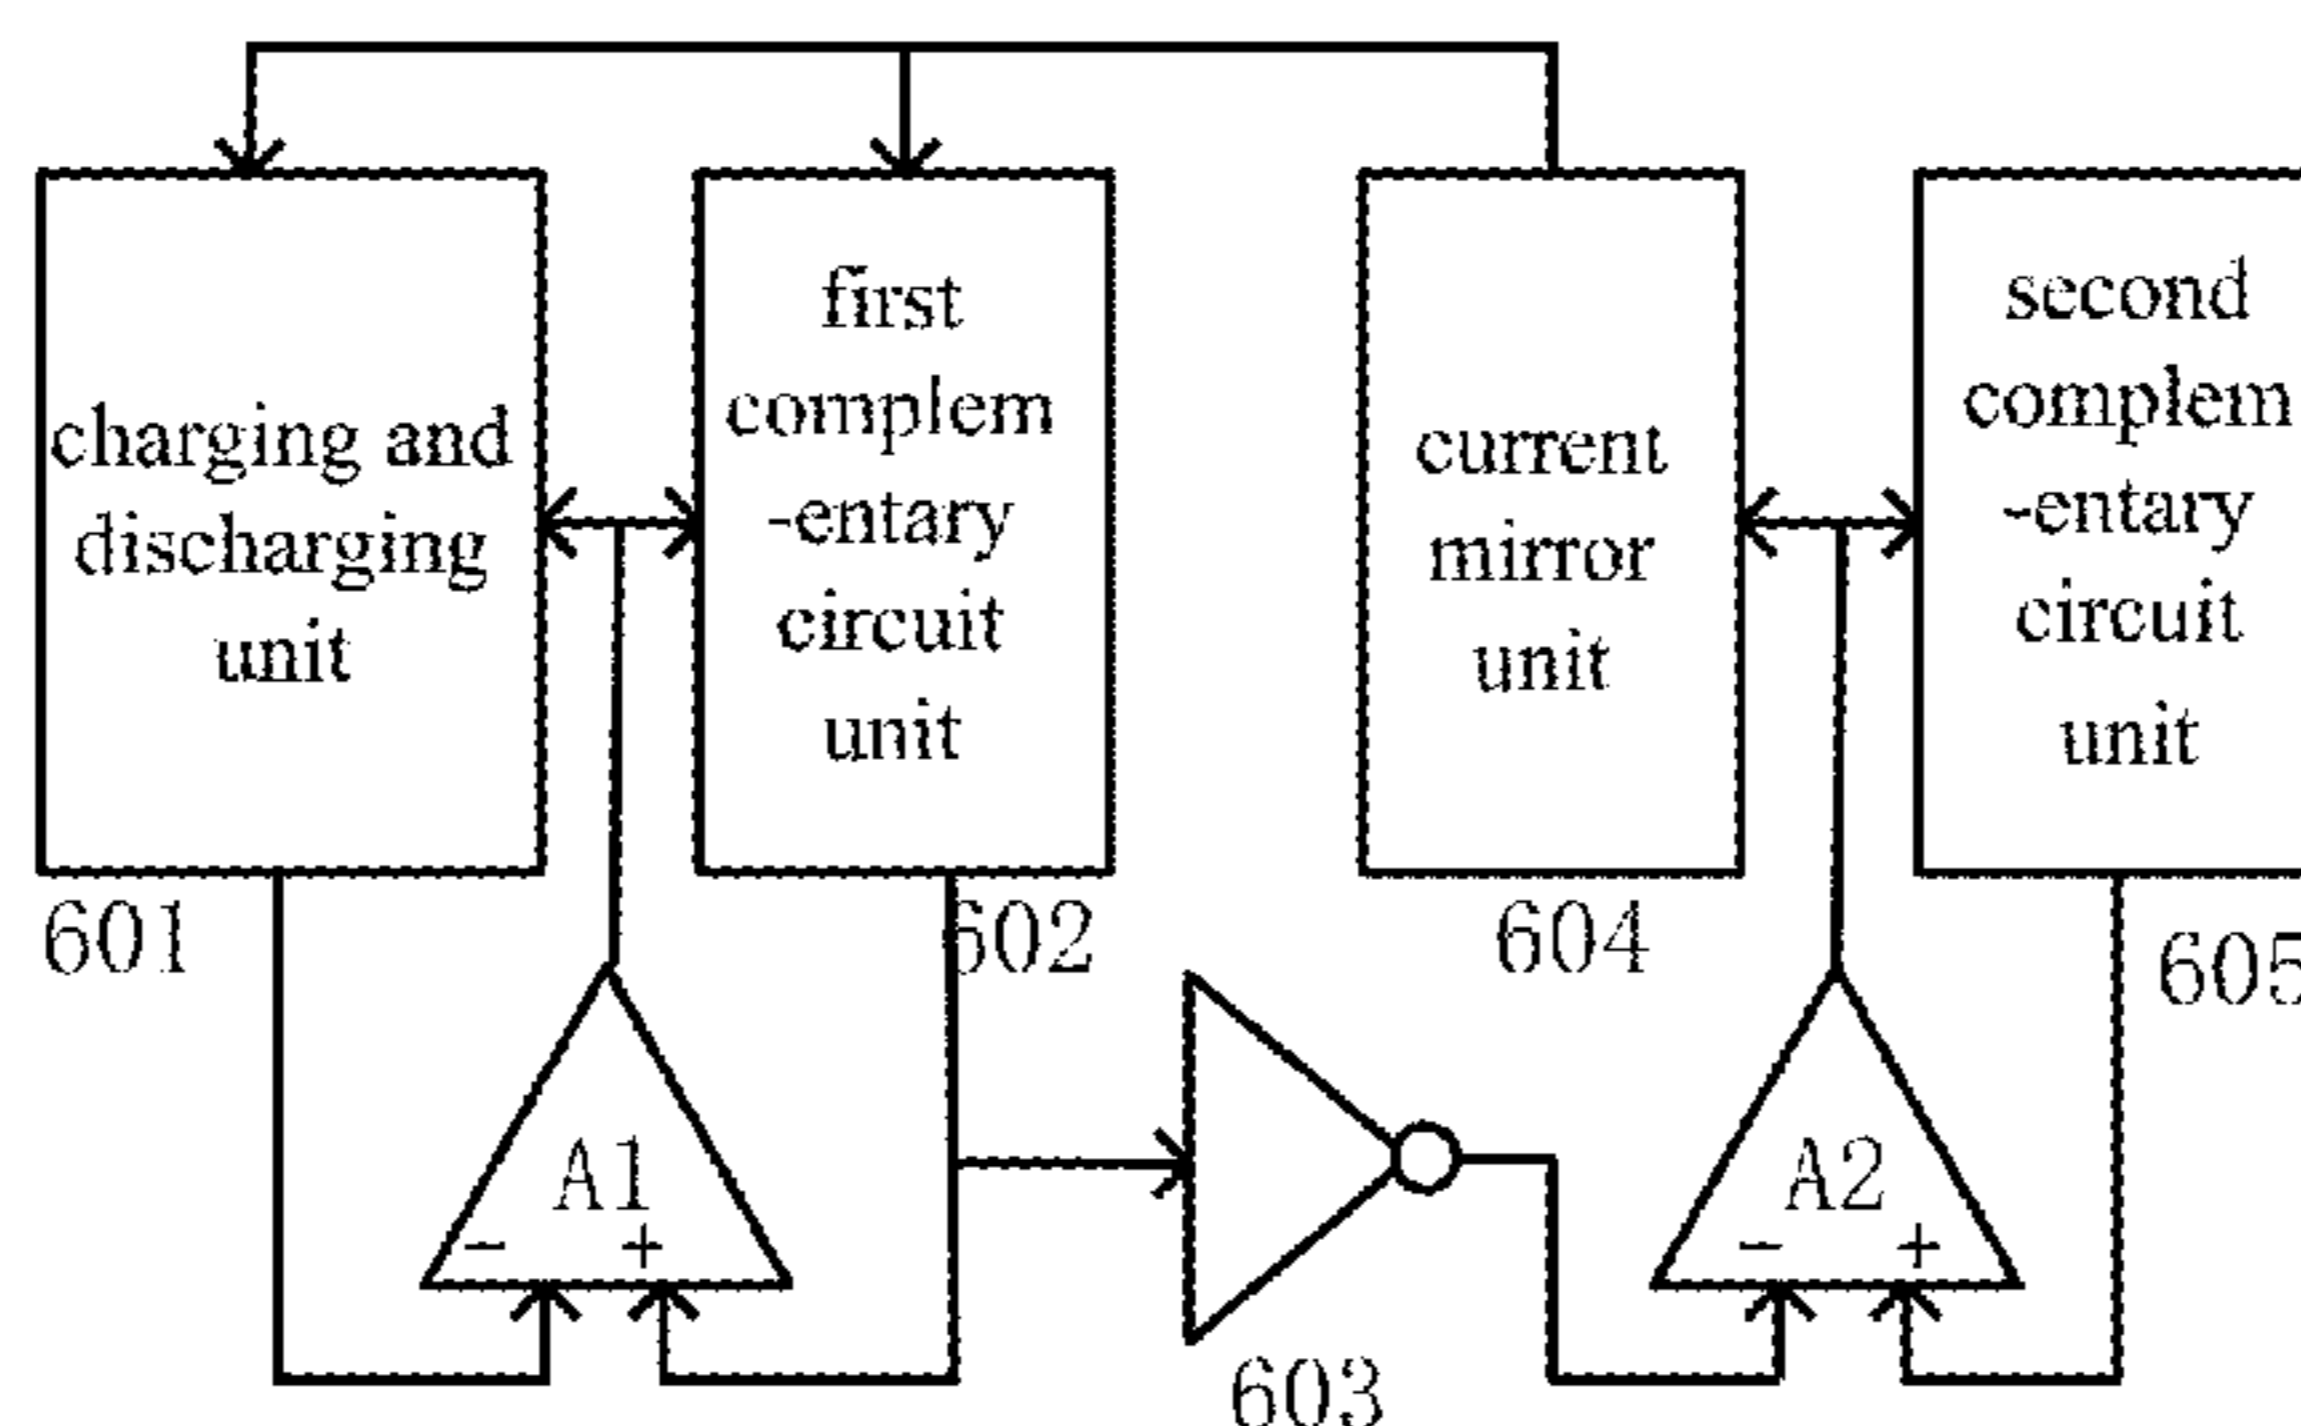 charging and
discharging
unit
first
complem
-entary
circuit
unit
current
mirror
unit
second
complem
-entary
circuit
unit
601
602
604
605
A1
- +
A2
- +
603